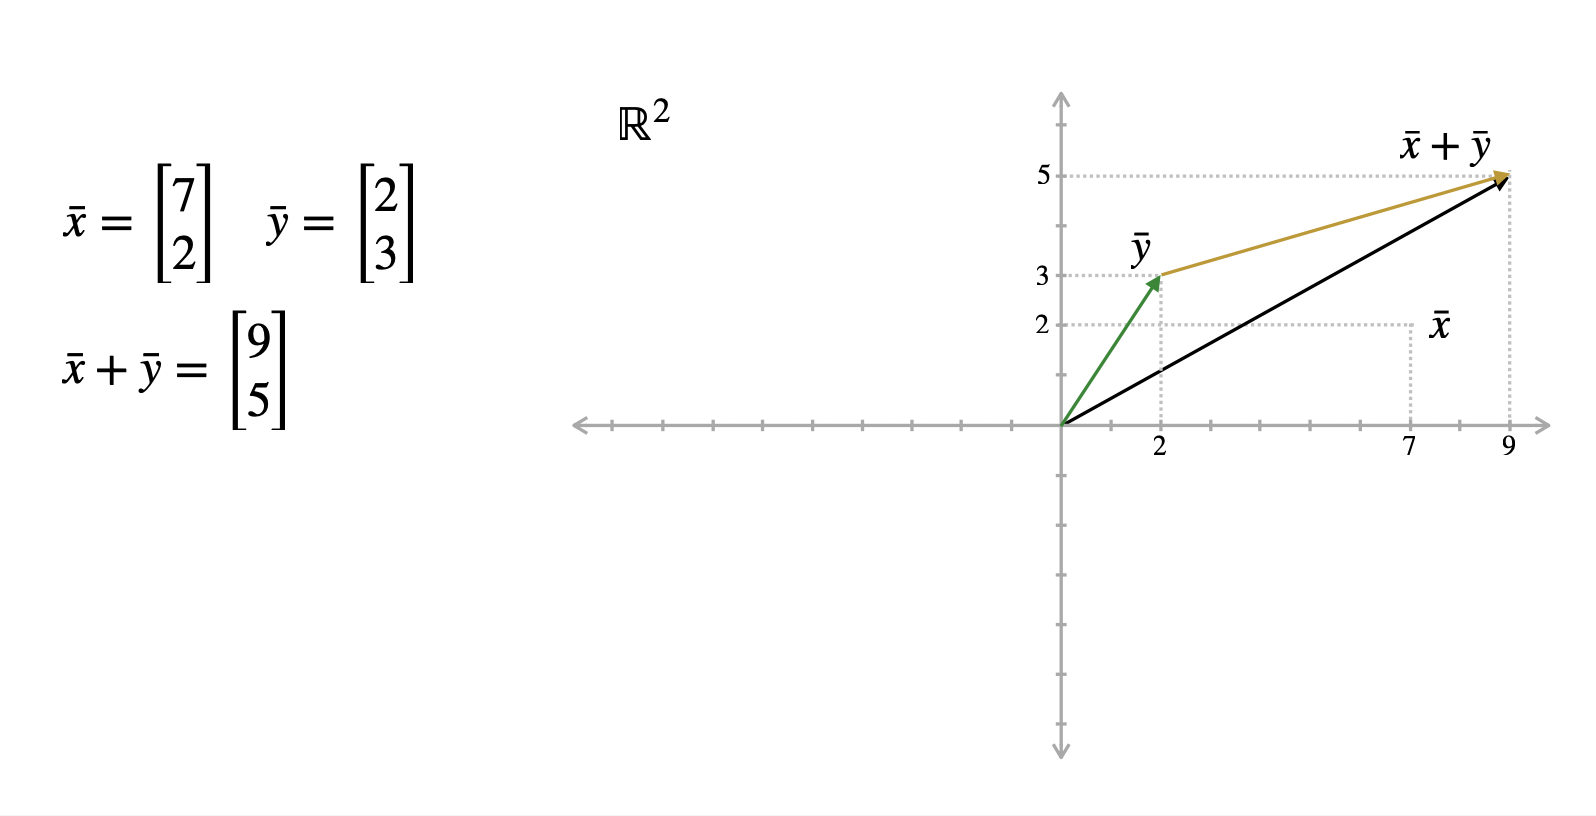 ℝ²
x̄ = [7 2] ȳ = [2 3]
x̄ + ȳ = [9 5]
x̄ + ȳ
5
ȳ
3
2
x̄
2 7 9